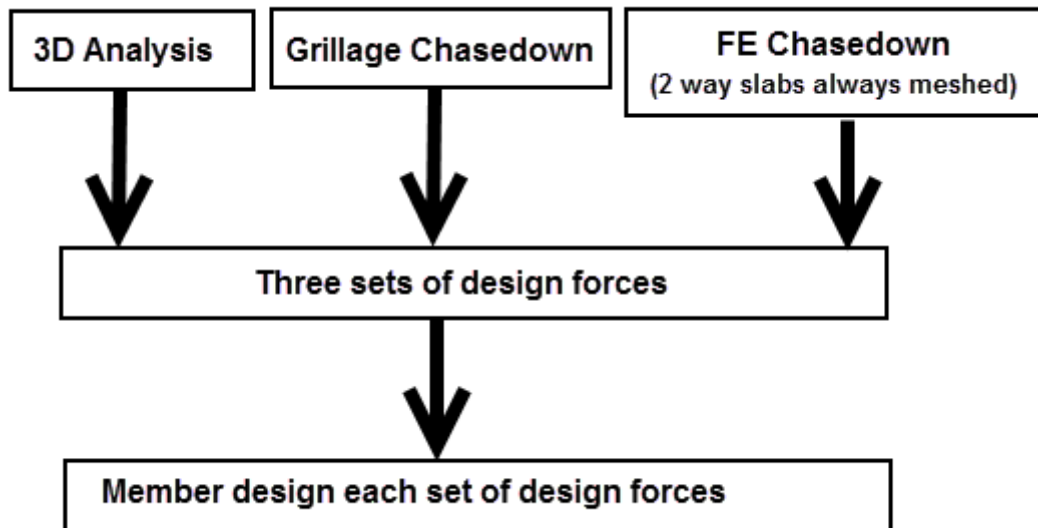 3D Analysis
Grillage Chasedown
FE Chasedown
(2 way slabs always meshed)
Three sets of design forces
Member design each set of design forces